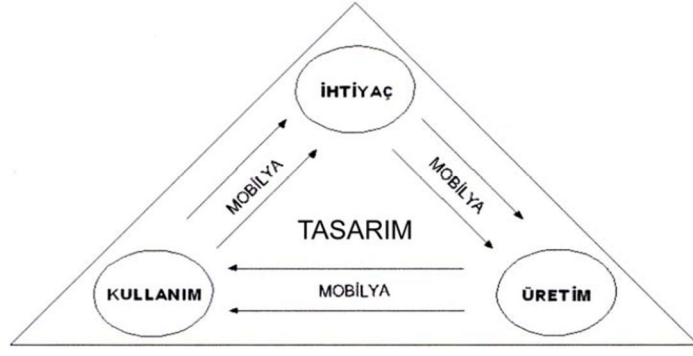 İHTİYAÇ
MOBİLYA
MOBİLYA
TASARIM
KULLANIM
MOBİLYA
ÜRETİM